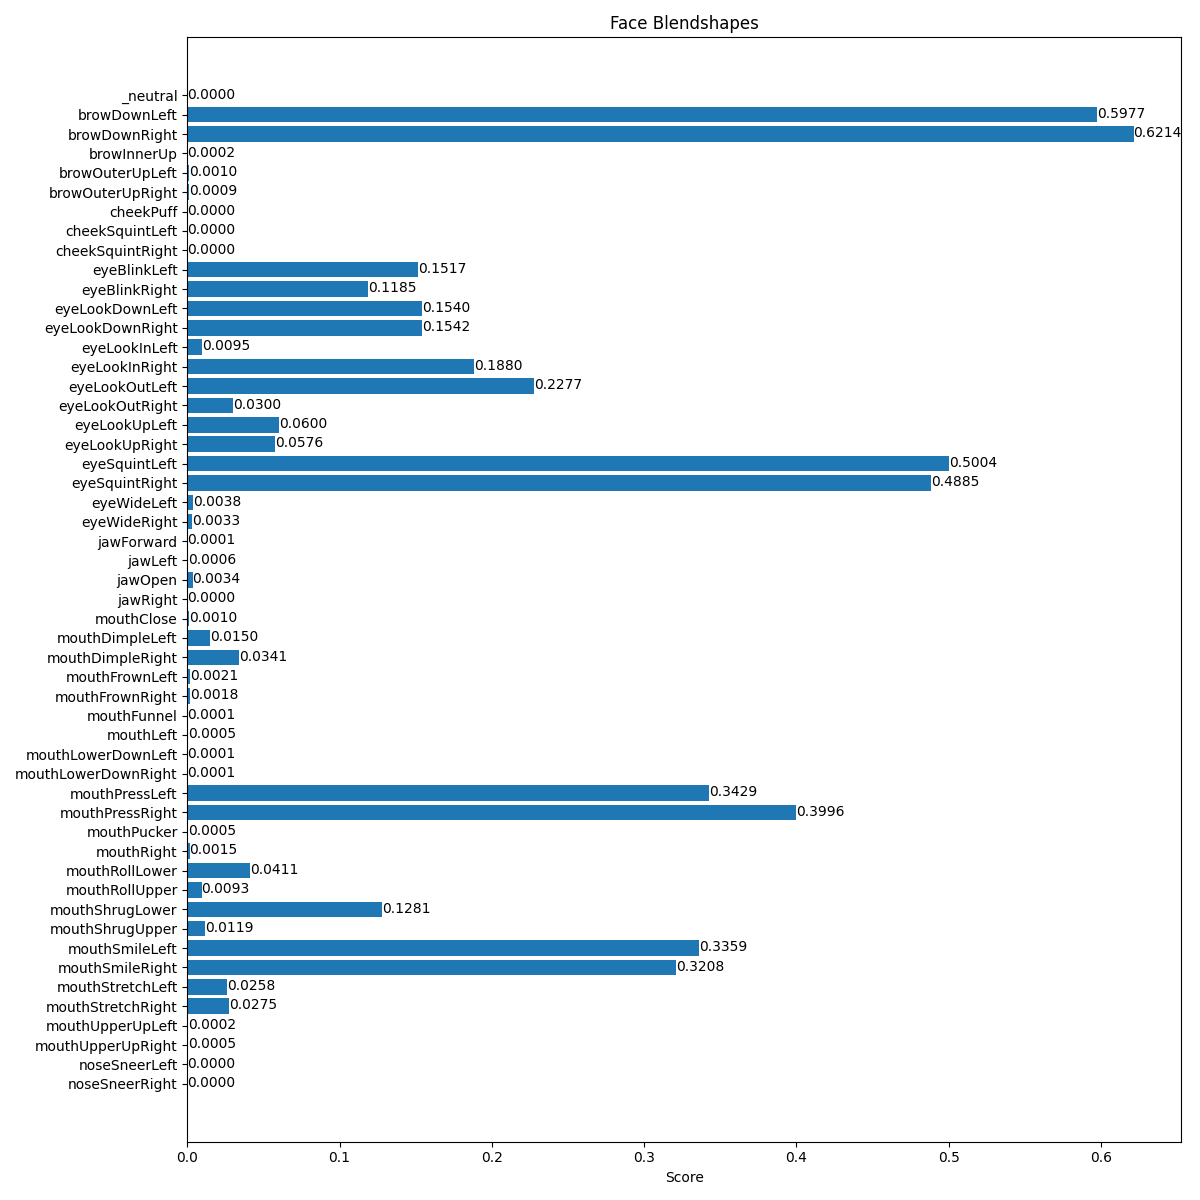 Face Blendshapes
_neutral 0.0000
browDownLeft 0.5977
browDownRight 0.6214
browInnerUp 0.0002
browOuterUpLeft 0.0010
browOuterUpRight 0.0009
cheekPuff 0.0000
cheekSquintLeft 0.0000
cheekSquintRight 0.0000
eyeBlinkLeft 0.1517
eyeBlinkRight 0.1185
eyeLookDownLeft 0.1540
eyeLookDownRight 0.1542
eyeLookInLeft 0.0095
eyeLookInRight 0.1880
eyeLookOutLeft 0.2277
eyeLookOutRight 0.0300
eyeLookUpLeft 0.0600
eyeLookUpRight 0.0576
eyeSquintLeft 0.5004
eyeSquintRight 0.4885
eyeWideLeft 0.0038
eyeWideRight 0.0033
jawForward 0.0001
jawLeft 0.0006
jawOpen 0.0034
jawRight 0.0000
mouthClose 0.0010
mouthDimpleLeft 0.0150
mouthDimpleRight 0.0341
mouthFrownLeft 0.0021
mouthFrownRight 0.0018
mouthFunnel 0.0001
mouthLeft 0.0005
mouthLowerDownLeft 0.0001
mouthLowerDownRight 0.0001
mouthPressLeft 0.3429
mouthPressRight 0.3996
mouthPucker 0.0005
mouthRight 0.0015
mouthRollLower 0.0411
mouthRollUpper 0.0093
mouthShrugLower 0.1281
mouthShrugUpper 0.0119
mouthSmileLeft 0.3359
mouthSmileRight 0.3208
mouthStretchLeft 0.0258
mouthStretchRight 0.0275
mouthUpperUpLeft 0.0002
mouthUpperUpRight 0.0005
noseSneerLeft 0.0000
noseSneerRight 0.0000
0.0 0.1 0.2 0.3 0.4 0.5 0.6
Score